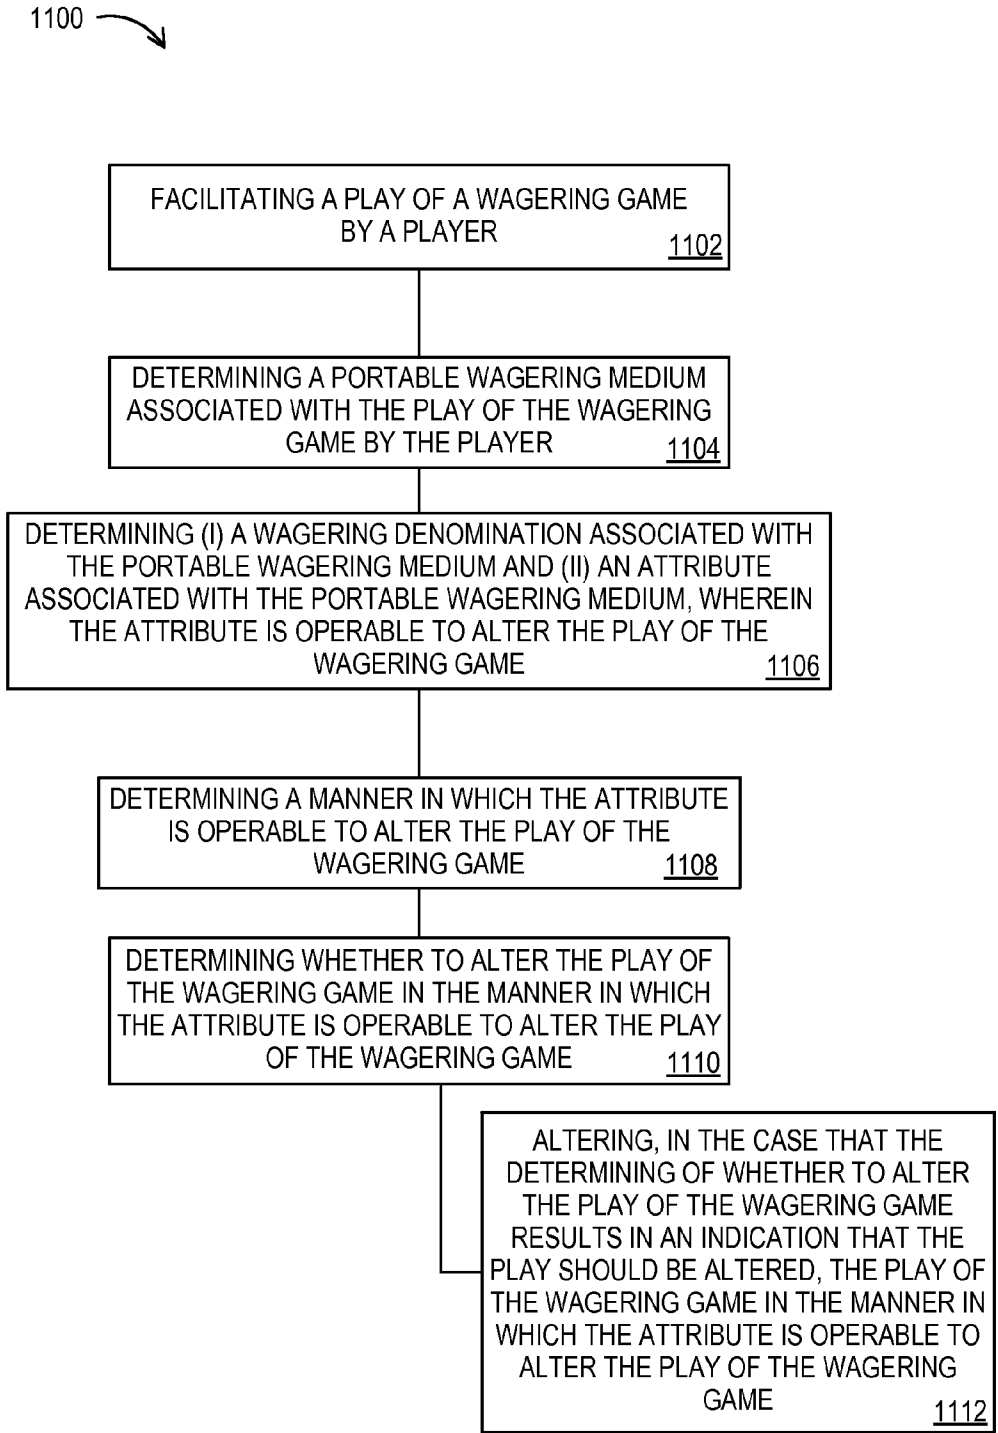 1100
FACILITATING A PLAY OF A WAGERING GAME
BY A PLAYER
1102
DETERMINING A PORTABLE WAGERING MEDIUM
ASSOCIATED WITH THE PLAY OF THE WAGERING
GAME BY THE PLAYER
1104
DETERMINING (I) A WAGERING DENOMINATION ASSOCIATED WITH
THE PORTABLE WAGERING MEDIUM AND (II) AN ATTRIBUTE
ASSOCIATED WITH THE PORTABLE WAGERING MEDIUM, WHEREIN
THE ATTRIBUTE IS OPERABLE TO ALTER THE PLAY OF THE
WAGERING GAME
1106
DETERMINING A MANNER IN WHICH THE ATTRIBUTE
IS OPERABLE TO ALTER THE PLAY OF THE
WAGERING GAME
1108
DETERMINING WHETHER TO ALTER THE PLAY OF
THE WAGERING GAME IN THE MANNER IN WHICH
THE ATTRIBUTE IS OPERABLE TO ALTER THE PLAY
OF THE WAGERING GAME
1110
ALTERING, IN THE CASE THAT THE
DETERMINING OF WHETHER TO ALTER
THE PLAY OF THE WAGERING GAME
RESULTS IN AN INDICATION THAT THE
PLAY SHOULD BE ALTERED, THE PLAY OF
THE WAGERING GAME IN THE MANNER IN
WHICH THE ATTRIBUTE IS OPERABLE TO
ALTER THE PLAY OF THE WAGERING
GAME
1112